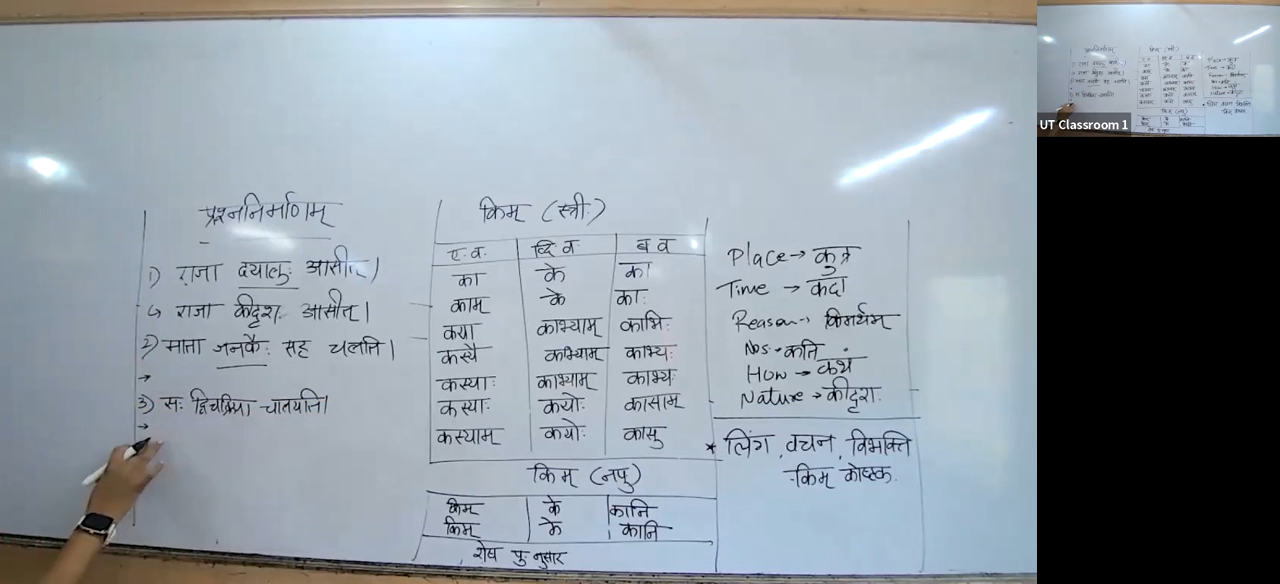 प्रश्ननिर्माणम्
1) राजा दयालुः आसीत्।
↳ राजा कीदृशः आसीत्।
2) माता जनकैः सह चलति।
→
3) सः द्विचक्रिया चालयति।
→
किम् (स्त्रीः)
ए.व. द्वि व ब व
का के का
काम् के काः
कया काभ्याम् काभिः
कस्यै काभ्याम् काभ्यः
कस्याः काभ्याम् काभ्यः
कस्याः कयोः कासाम्
कस्याम् कयोः कासु
किम् (नपु)
किम् के कानि
किम् के कानि
शेष पु नुसार
Place → कुत्र
Time → कदा
Reason → किमर्थम्
Nos → कति
How → कथं
Nature → कीदृशः
* लिंग, वचन, विभक्ति
-किम् कोष्टक.
UT Classroom 1